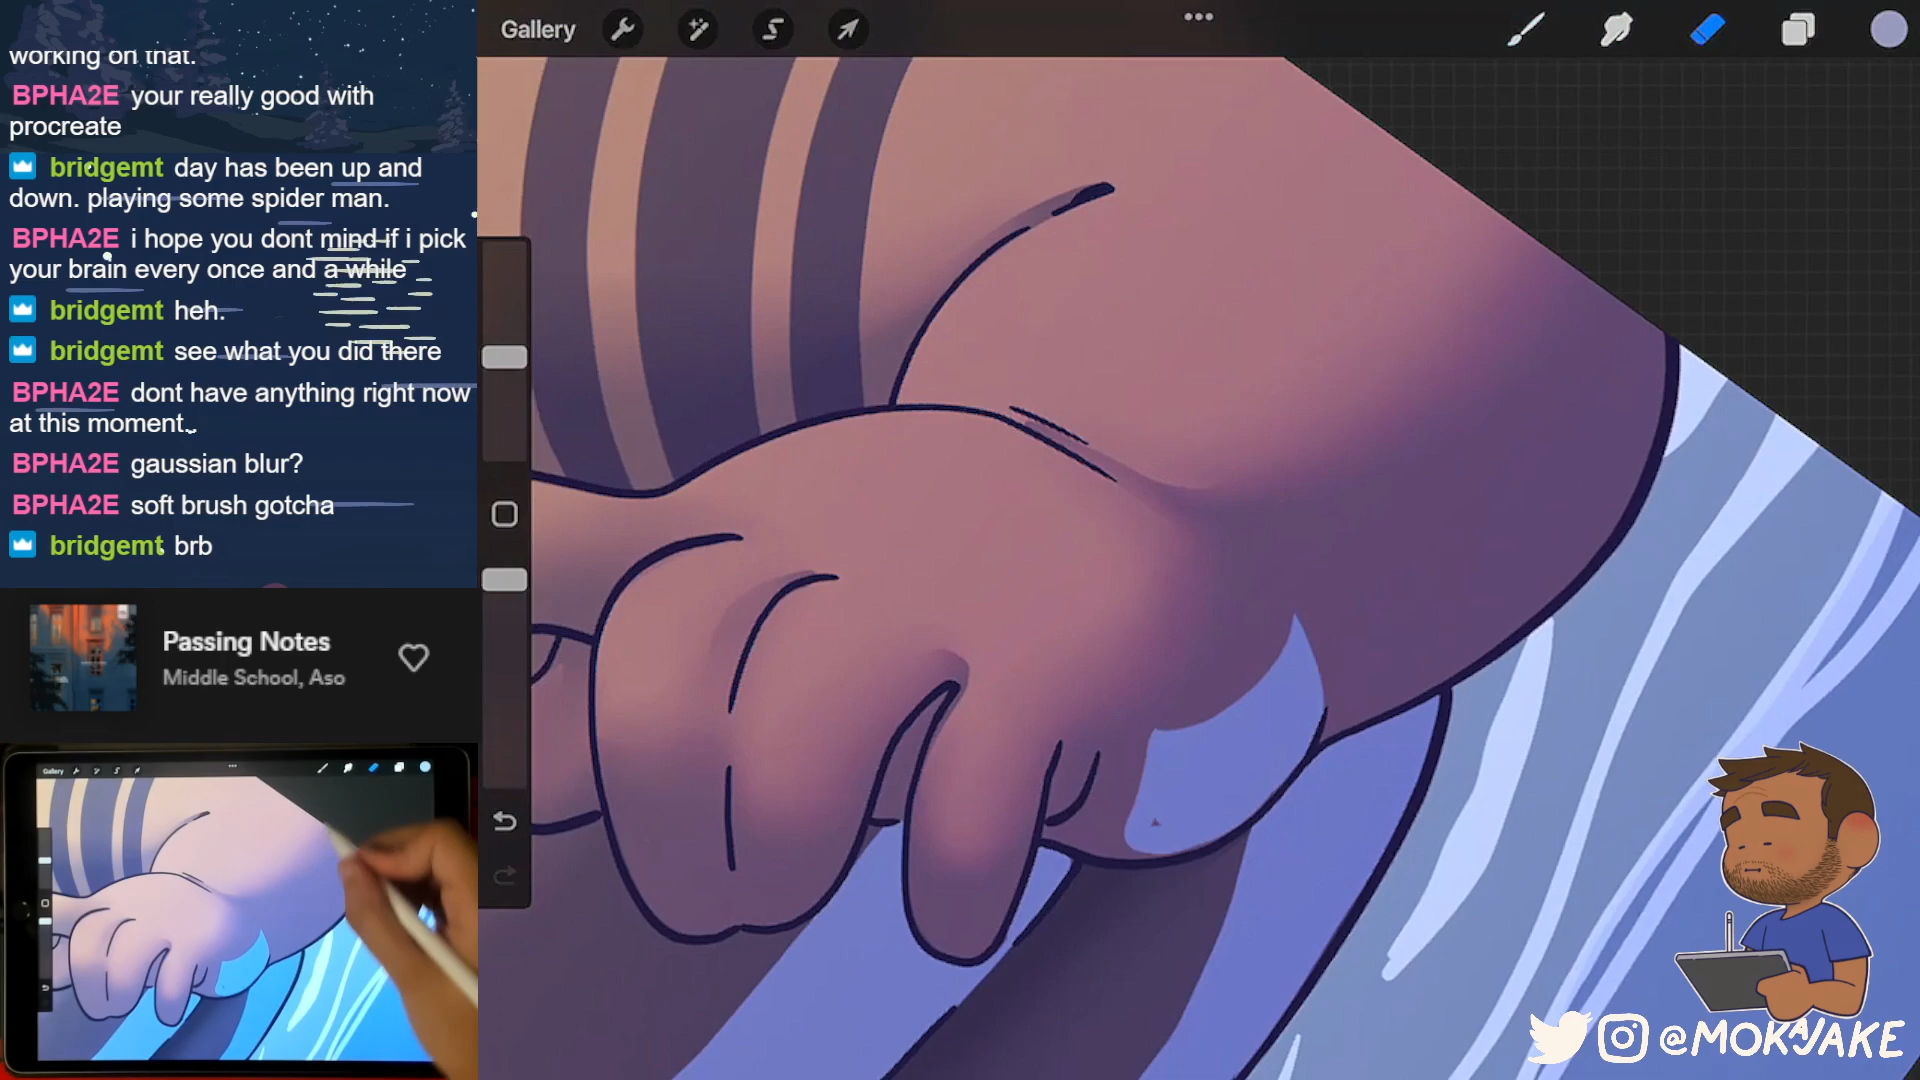 working on that.
BPHA2E your really good with
procreate
bridgemt day has been up and
down. playing some spider man.
BPHA2E i hope you dont mind if i pick
your brain every once and a while
bridgemt heh.
bridgemt see what you did there
BPHA2E dont have anything right now
at this moment.
BPHA2E gaussian blur?
BPHA2E soft brush gotcha
bridgemt brb
Passing Notes
Middle School, Aso
Gallery
Gallery
@MOKAJAKE